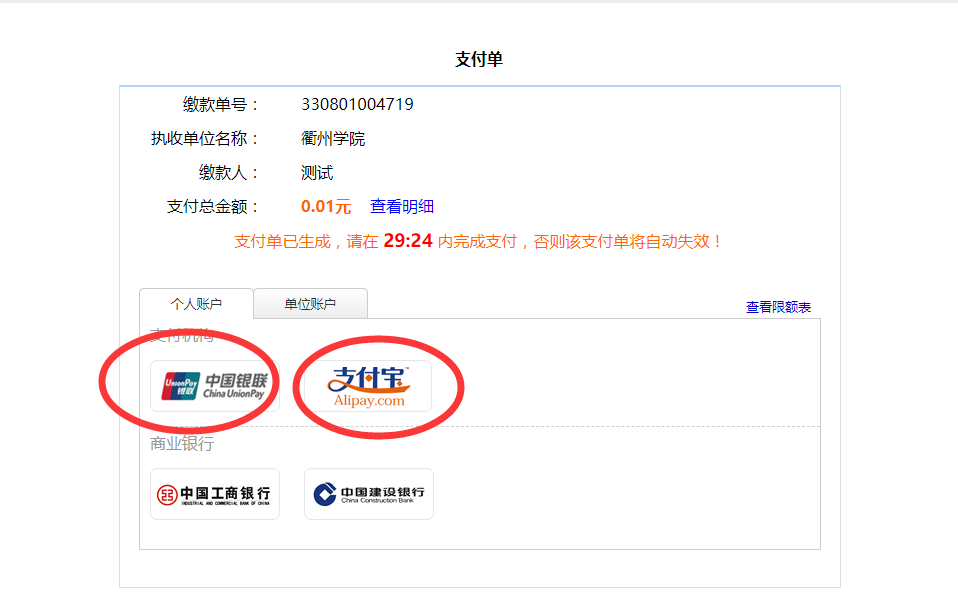 支付单
缴款单号： 330801004719
执收单位名称： 衢州学院
缴款人： 测试
支付总金额： 0.01元 查看明细
支付单已生成，请在 29:24 内完成支付，否则该支付单将自动失效！
个人账户 单位账户 查看限额表
支付机构
UnionPay 银联 中国银联 China UnionPay
支付宝™ Alipay.com
商业银行
中国工商银行 INDUSTRIAL AND COMMERCIAL BANK OF CHINA
中国建设银行 China Construction Bank